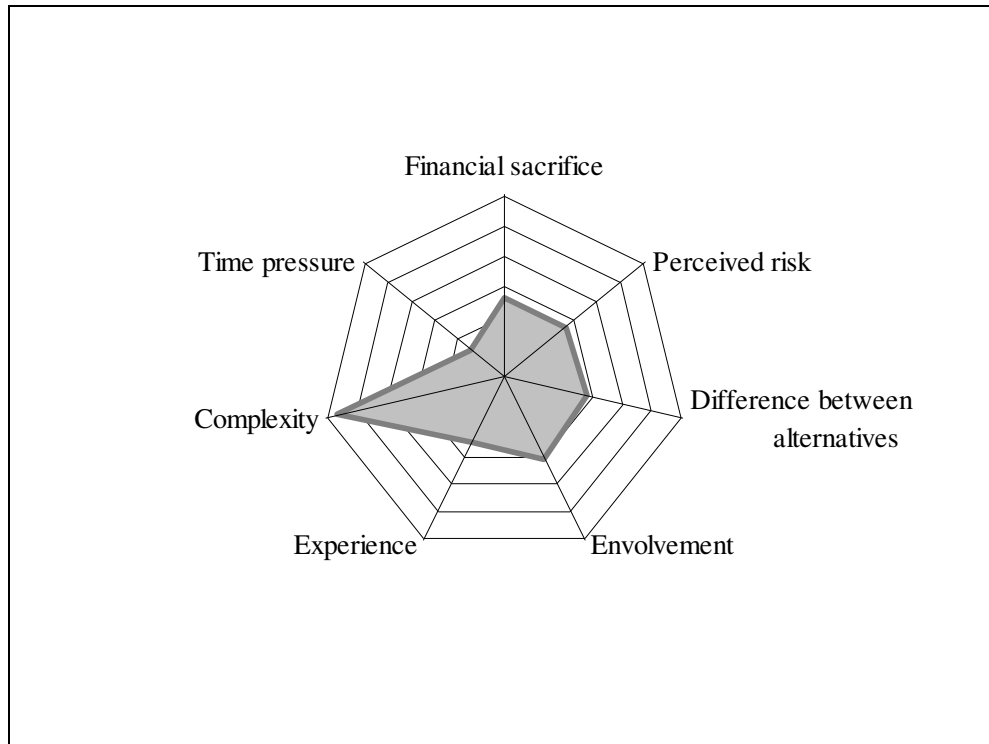 Financial sacrifice
Time pressure
Perceived risk
Difference between
alternatives
Complexity
Experience
Envolvement